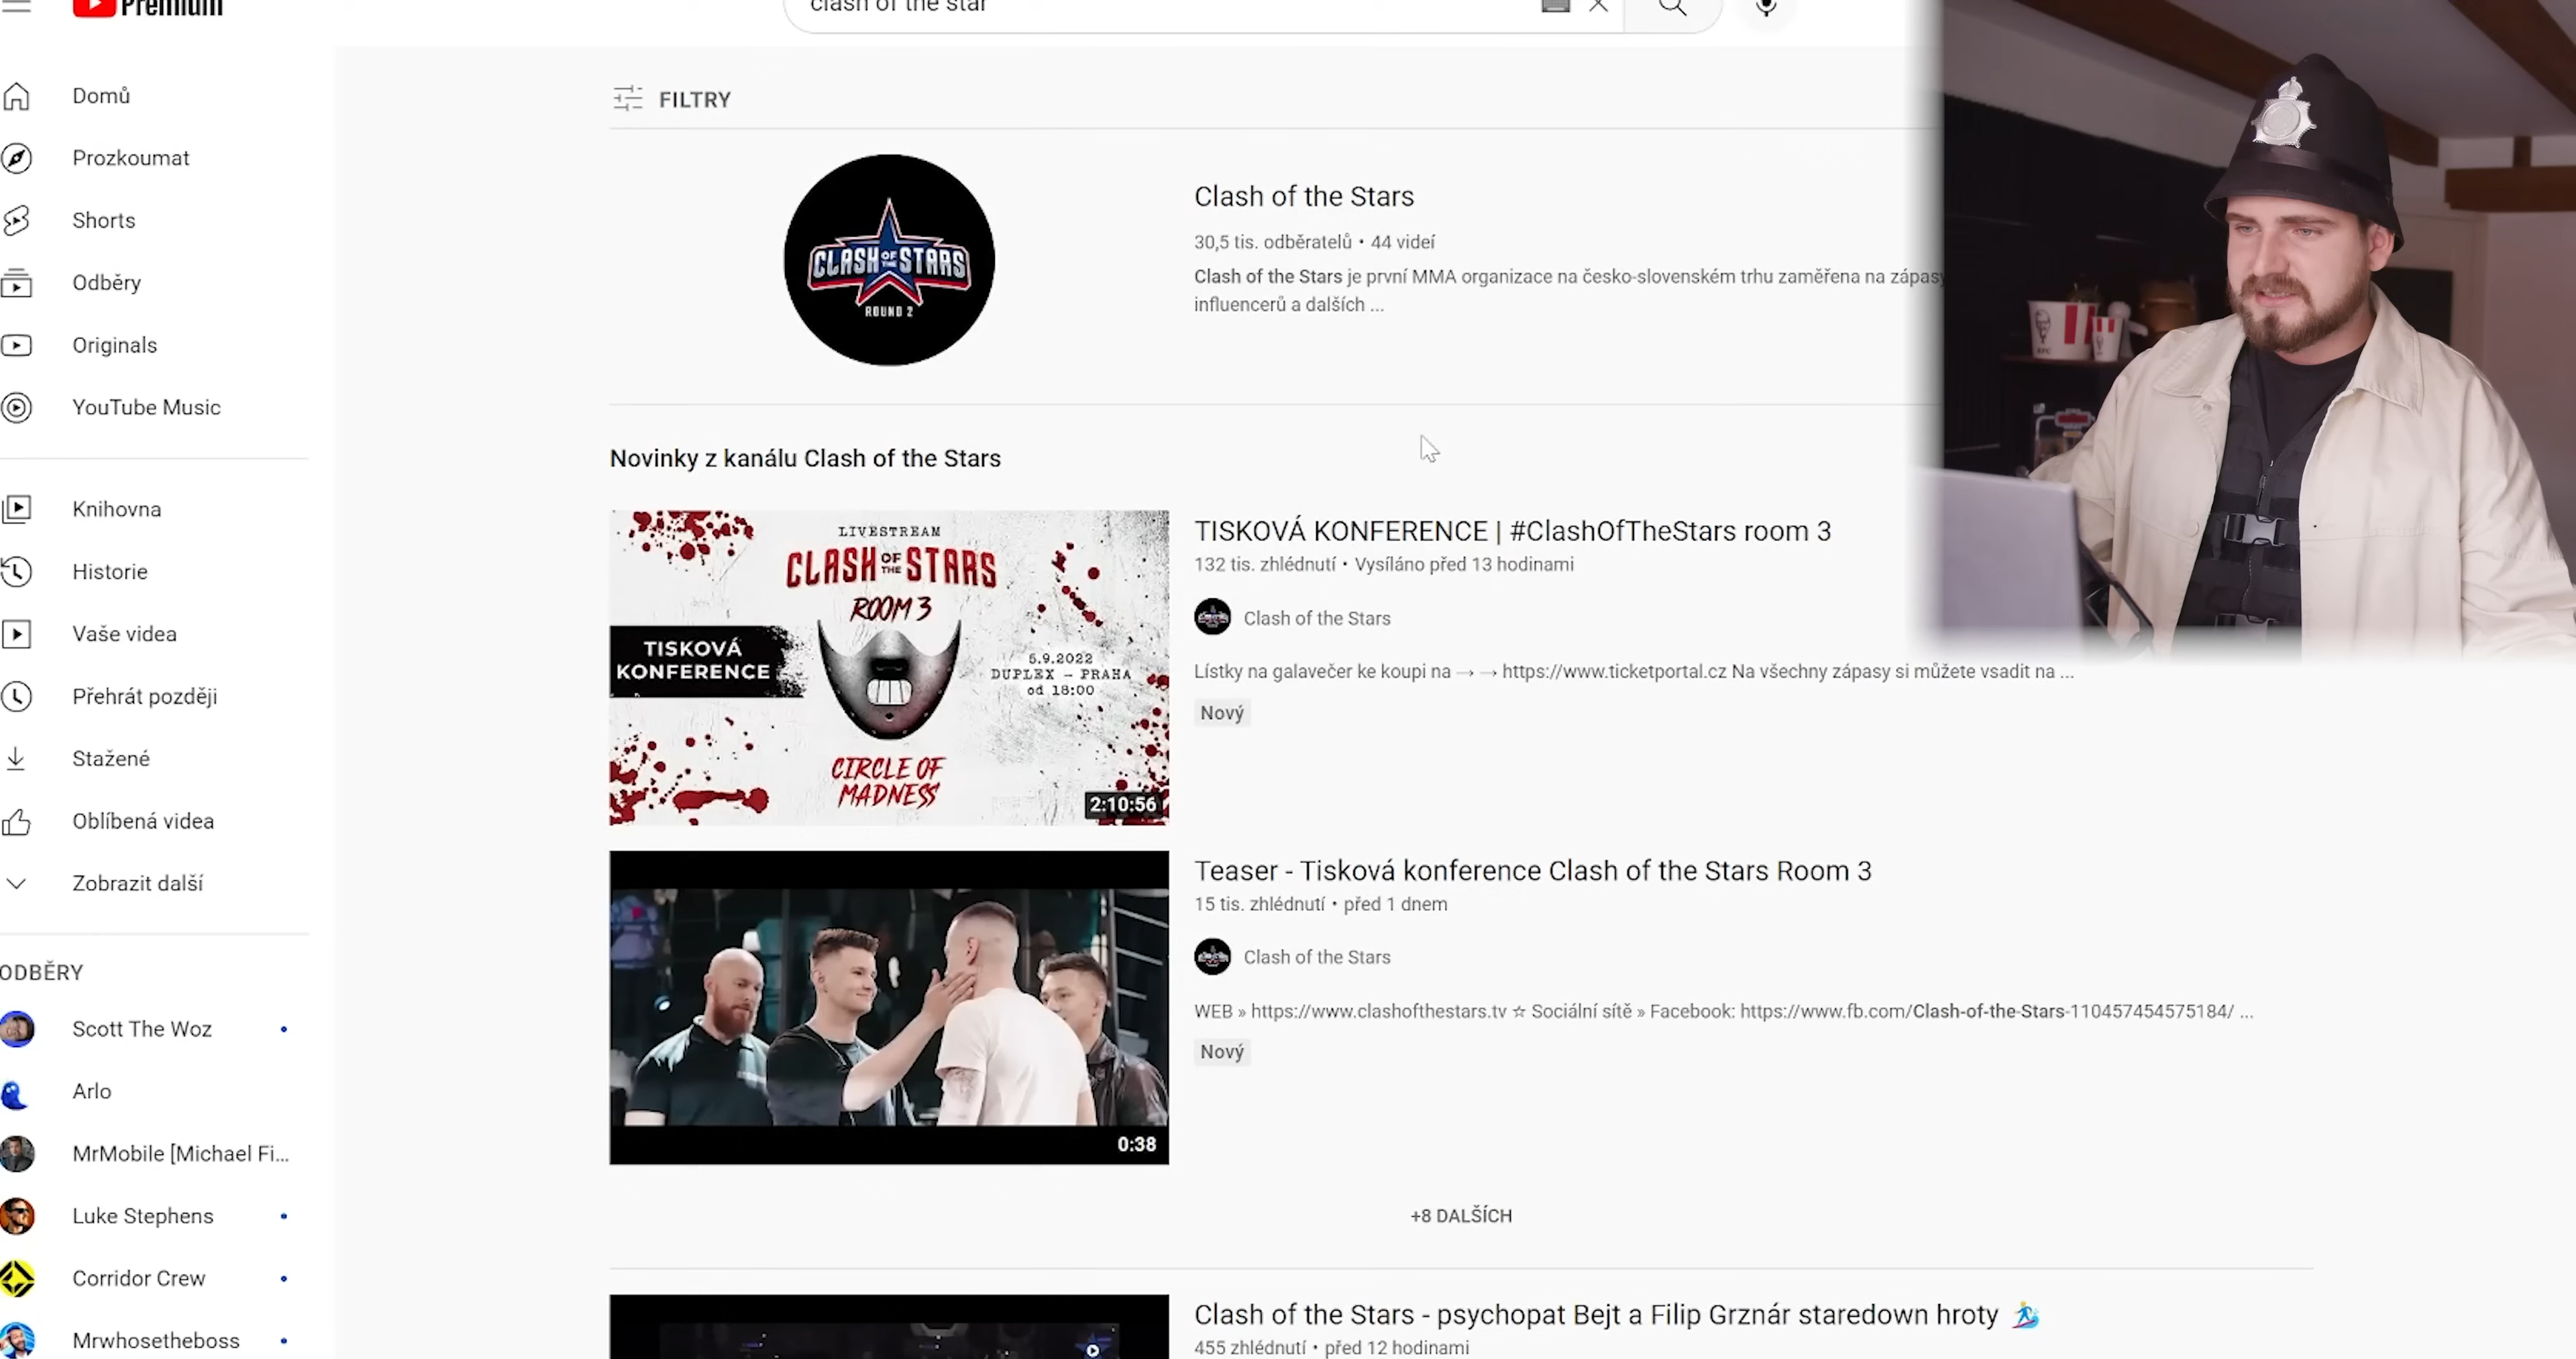 Premium
clash of the star
Domů
Prozkoumat
Shorts
Odběry
Originals
YouTube Music
Knihovna
Historie
Vaše videa
Přehrát později
Stažené
Oblíbená videa
Zobrazit další
ODBĚRY
Scott The Woz
Arlo
MrMobile [Michael Fi...
Luke Stephens
Corridor Crew
Mrwhosetheboss
FILTRY
CLASH OF THE STARS
ROUND 2
Clash of the Stars
30,5 tis. odběratelů • 44 videí
Clash of the Stars je první MMA organizace na česko-slovenském trhu zaměřena na zápasy
influencerů a dalších ...
KFC
Novinky z kanálu Clash of the Stars
LIVESTREAM
CLASH OF THE STARS
ROOM 3
TISKOVÁ
KONFERENCE
5.9.2022
DUPLEX – PRAHA
od 18:00
CIRCLE OF
MADNESS
2:10:56
TISKOVÁ KONFERENCE | #ClashOfTheStars room 3
132 tis. zhlédnutí • Vysíláno před 13 hodinami
Clash of the Stars
Lístky na galavečer ke koupi na → → https://www.ticketportal.cz Na všechny zápasy si můžete vsadit na ...
Nový
0:38
Teaser - Tisková konference Clash of the Stars Room 3
15 tis. zhlédnutí • před 1 dnem
Clash of the Stars
WEB » https://www.clashofthestars.tv ☆ Sociální sítě » Facebook: https://www.fb.com/Clash-of-the-Stars-110457454575184/ ...
Nový
+8 DALŠÍCH
Clash of the Stars - psychopat Bejt a Filip Grznár staredown hroty 🏄
455 zhlédnutí • před 12 hodinami